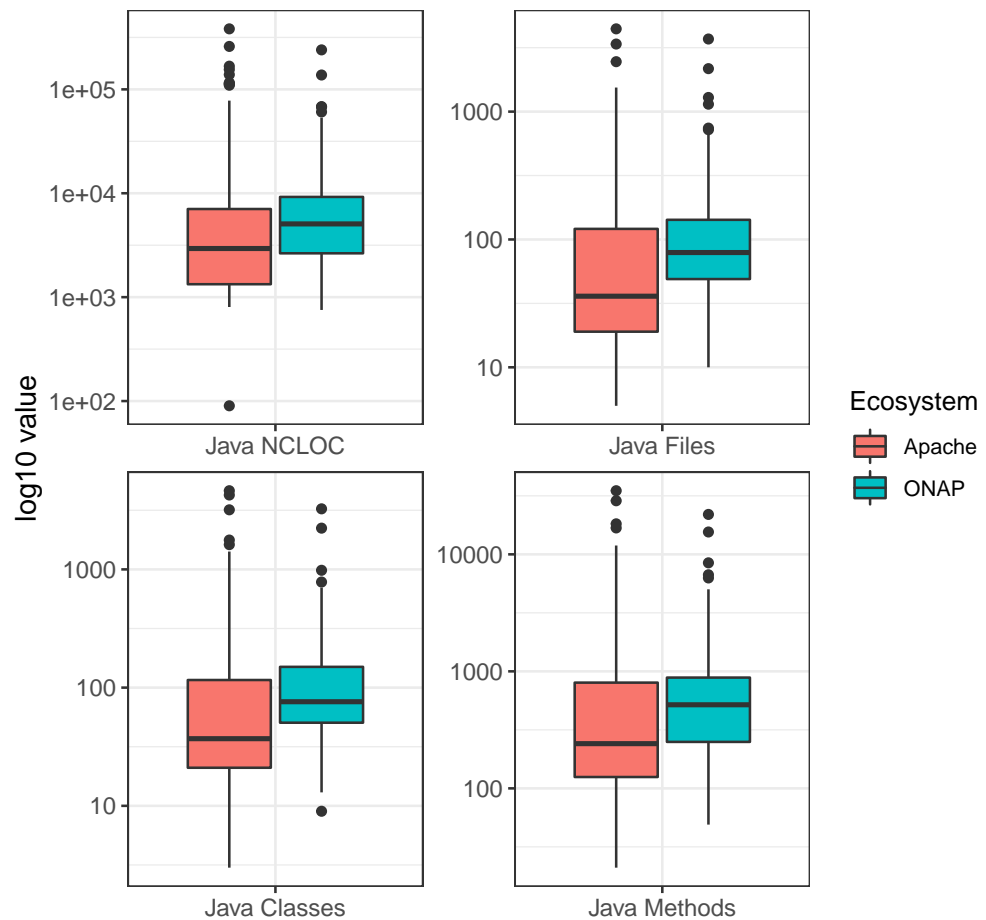 log10 value
1e+05
1e+04
1e+03
1e+02
Java NCLOC
1000
100
10
Java Files
1000
100
10
Java Classes
10000
1000
100
Java Methods
Ecosystem
Apache
ONAP